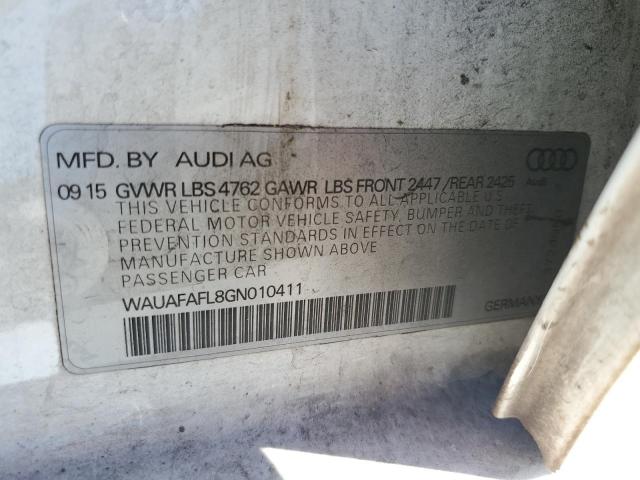 MFD. BY AUDI AG
09 15 GVWR LBS 4762 GAWR LBS FRONT 2447 /REAR 2425
Audi
THIS VEHICLE CONFORMS TO ALL APPLICABLE U.S
FEDERAL MOTOR VEHICLE SAFETY, BUMPER AND THEFT
PREVENTION STANDARDS IN EFFECT ON THE DATE OF
MANUFACTURE SHOWN ABOVE
PASSENGER CAR
WAUAFAFL8GN010411
GERMANY